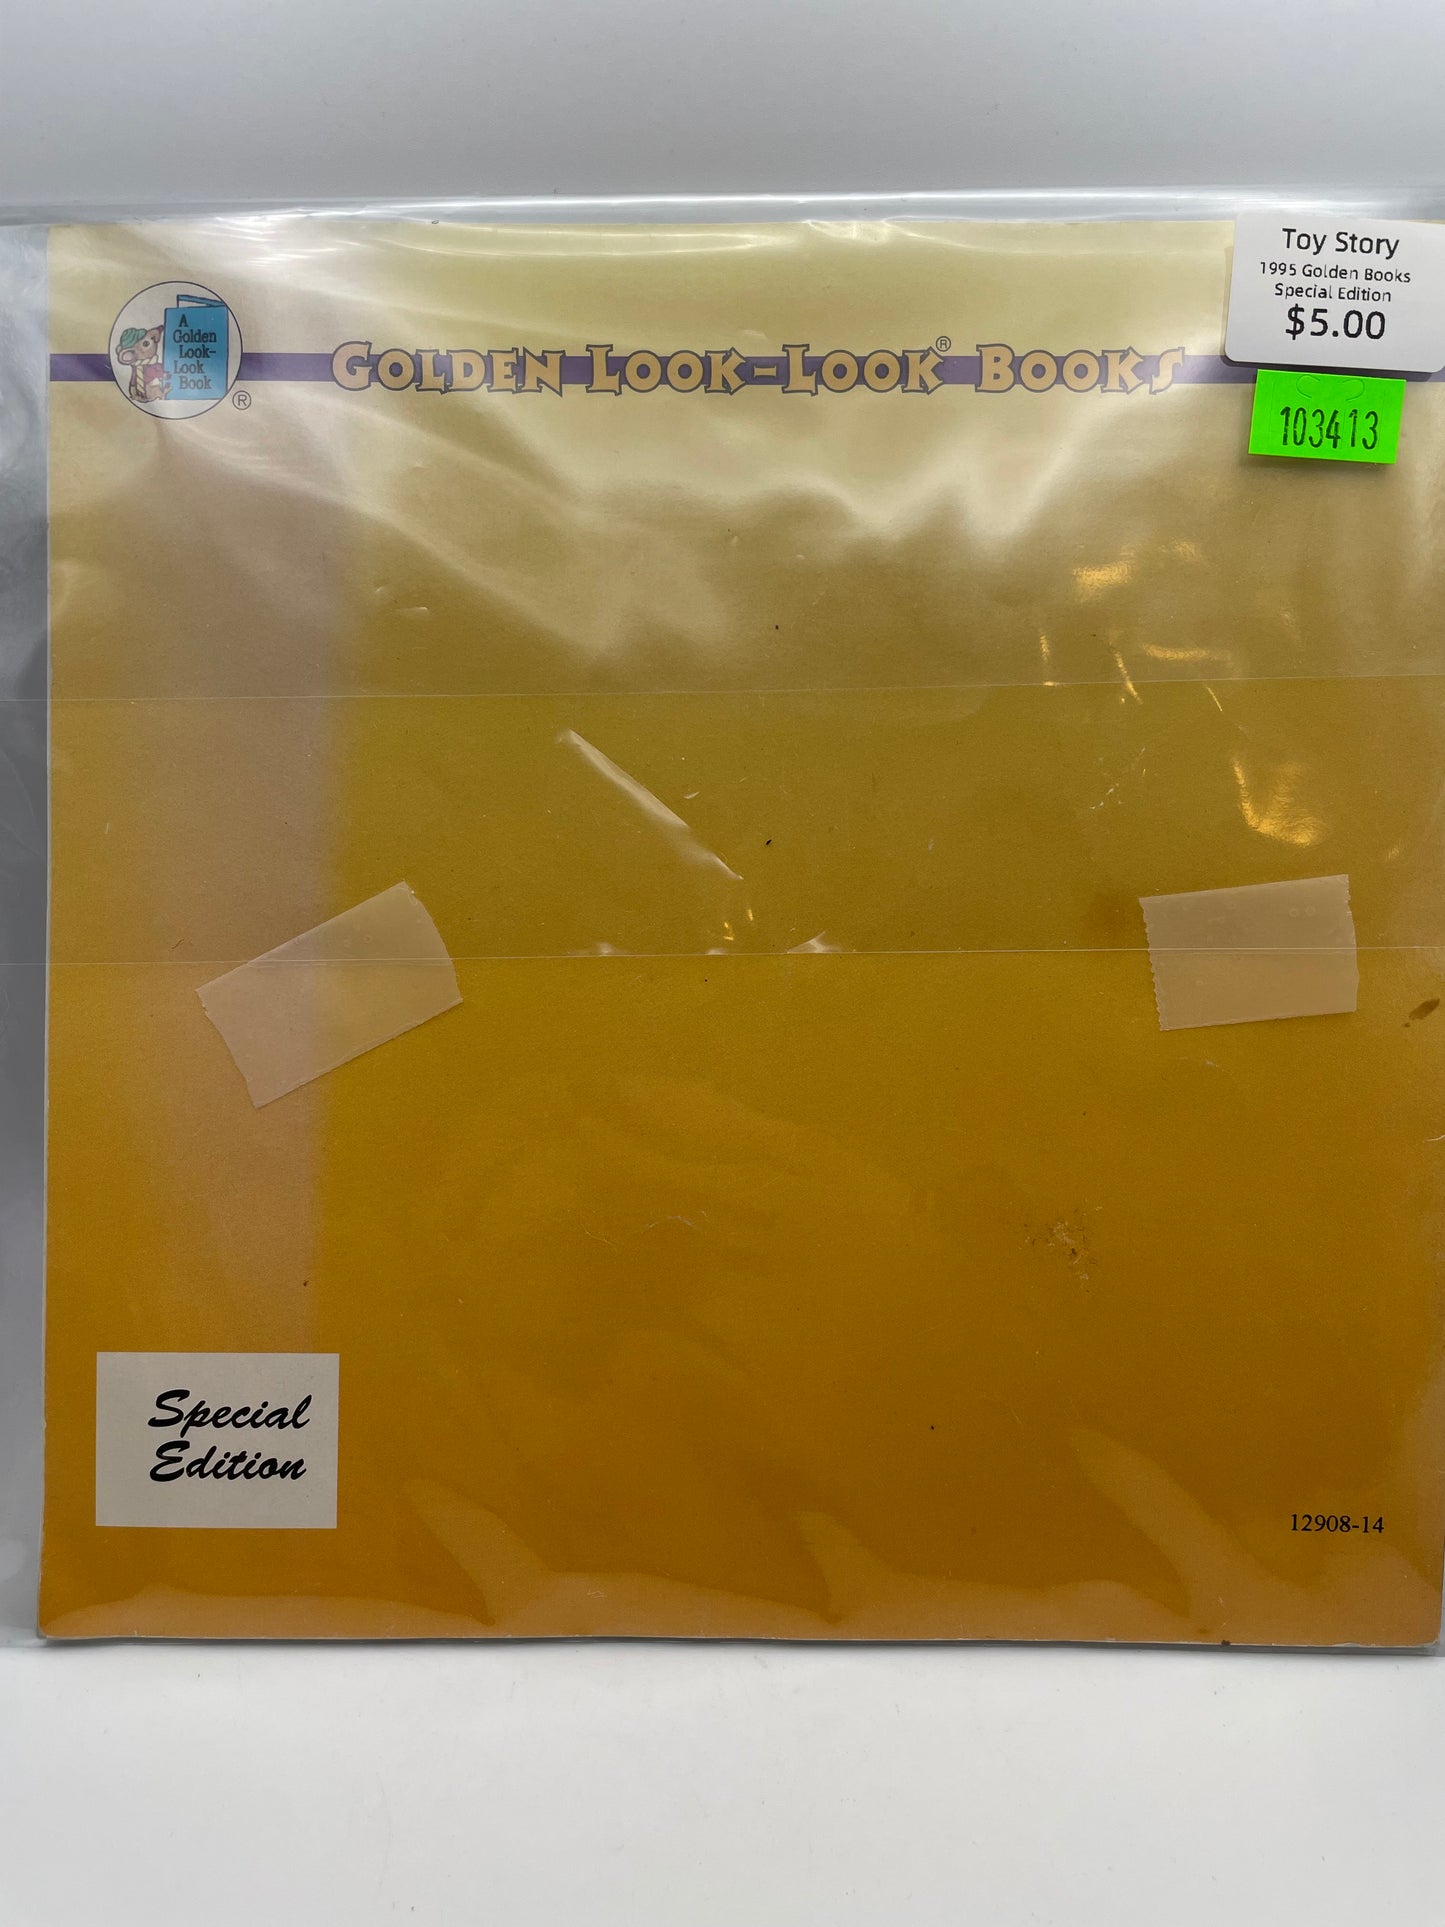 Toy Story
1995 Golden Books
Special Edition
$5.00
103413
A
Golden
Look-
Look
Book
®
GOLDEN LOOK-LOOK® BOOKS
Special
Edition
12908-14